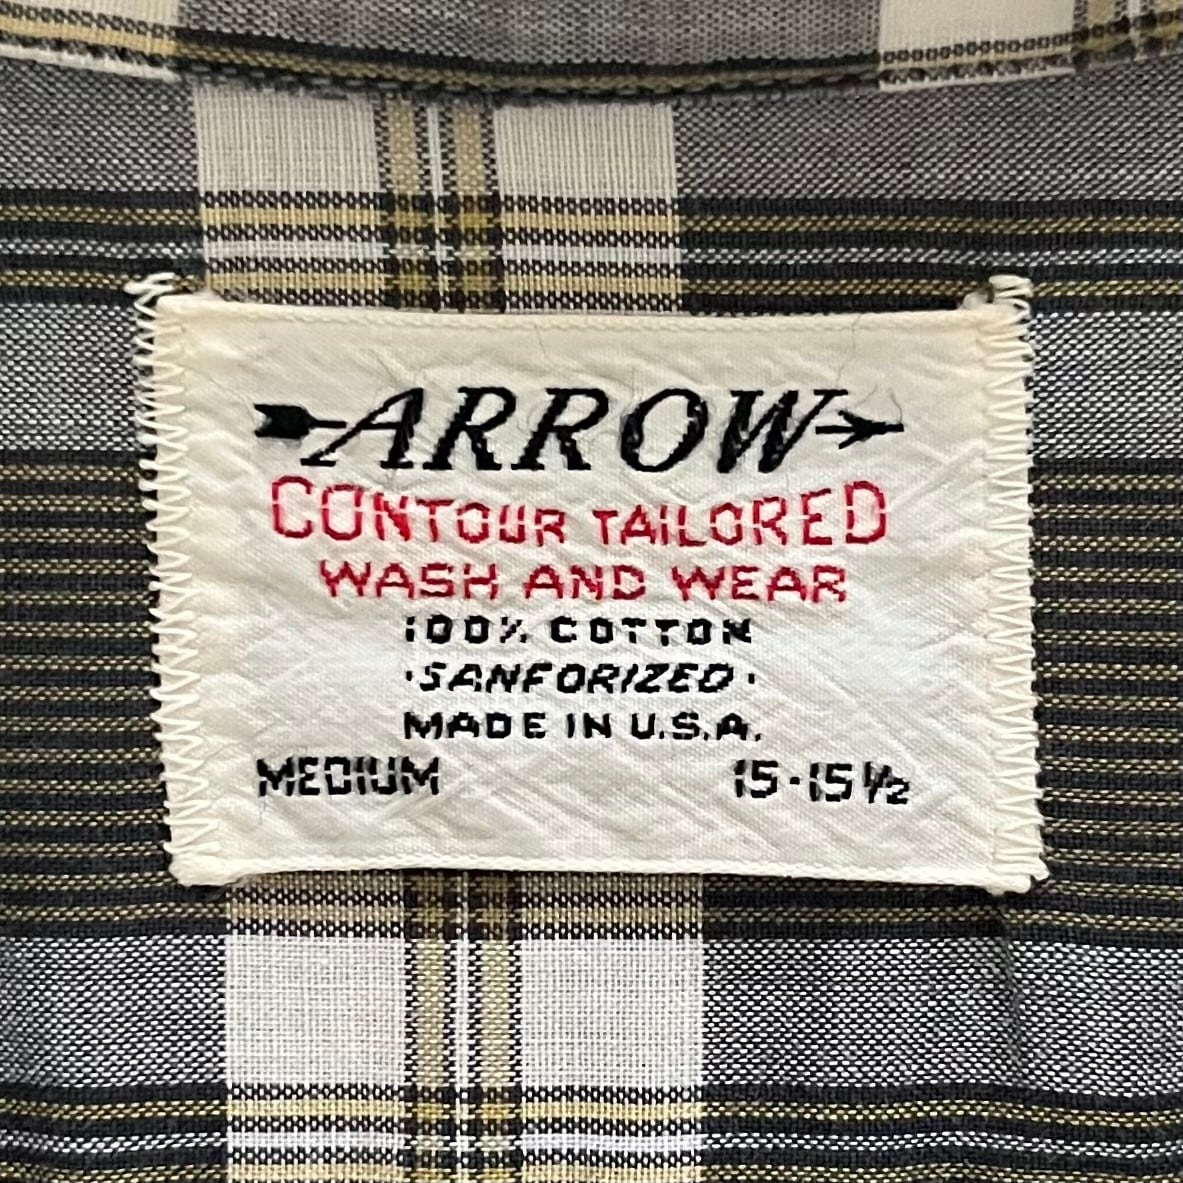 ARROW
CONTOUR TAILORED
WASH AND WEAR
100% COTTON
·SANFORIZED·
MADE IN U.S.A.
MEDIUM 15-15½